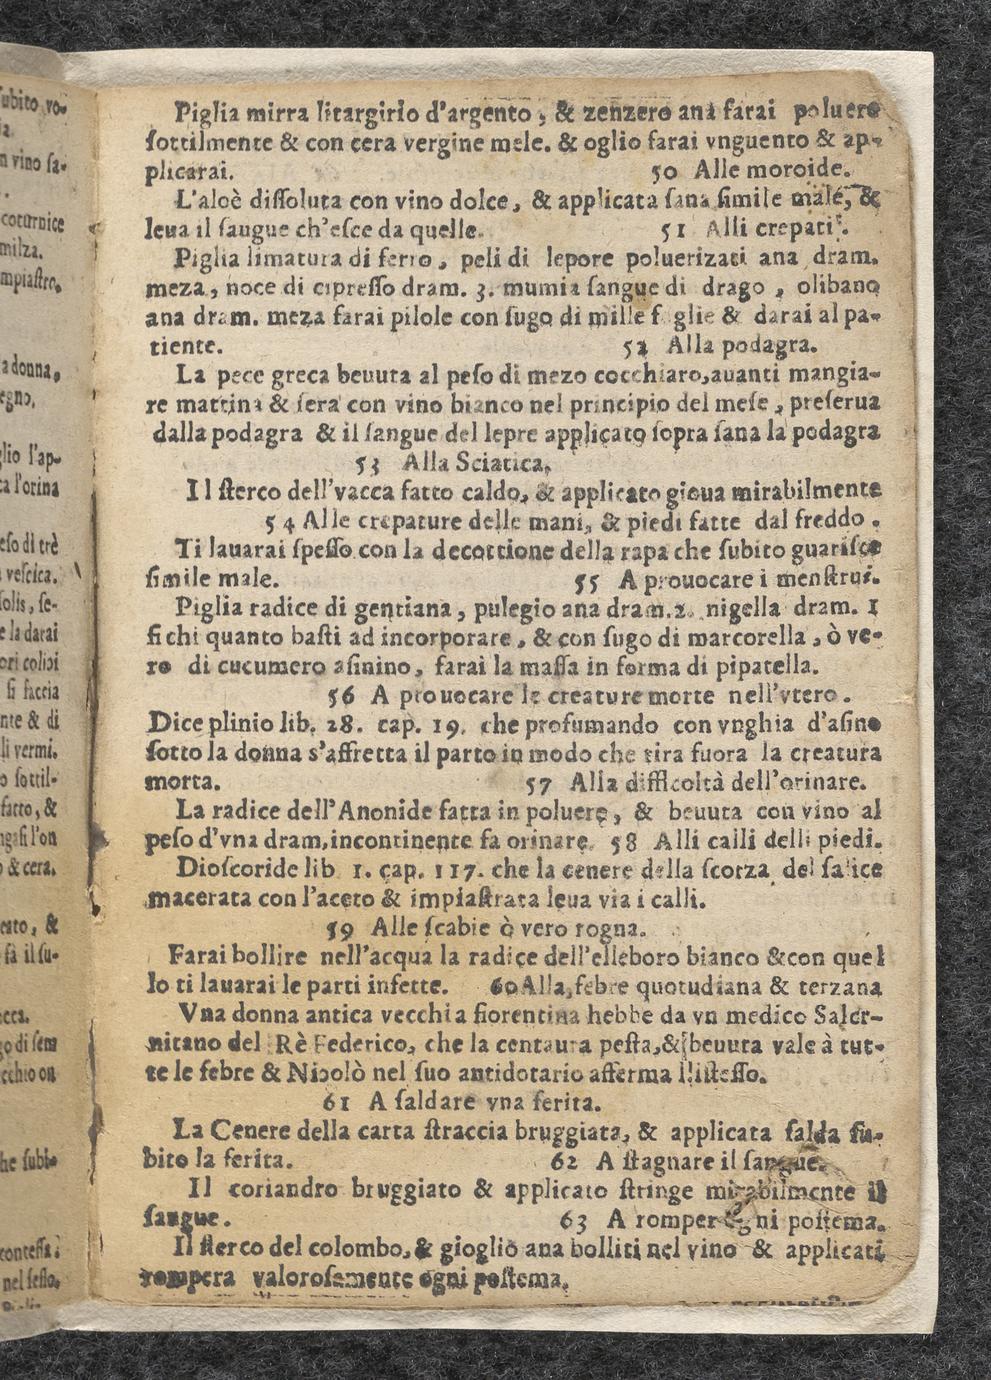 Piglia mirra litargirio d'argento, & zenzero ana farai poluere
ſottilmente & con cera vergine mele. & oglio farai vnguento & ap-
plicarai. 50 Alle moroide.
L'aloè diſſoluta con vino dolce, & applicata ſana ſimile male, &
leua il ſangue ch'eſce da quelle. 51 Alli crepati.
Piglia limatura di ferro, peli di lepore poluerizati ana dram.
meza, noce di cipreſſo dram. 3. mumia ſangue di drago, olibano
ana dram. meza farai pilole con ſugo di mille foglie & darai al pa-
tiente. 52 Alla podagra.
La pece greca beuuta al peſo di mezo cocchiaro, auanti mangia-
re mattina & ſera con vino bianco nel principio del meſe, preſerua
dalla podagra & il ſangue del lepre applicato ſopra ſana la podagra
53 Alla Sciatica.
Il ſterco dell'vacca fatto caldo, & applicato gioua mirabilmente
54 Alle crepature delle mani, & piedi fatte dal freddo.
Ti lauarai ſpeſſo con la decottione della rapa che ſubito guariſce
ſimile male. 55 A prouocare i menſtrui.
Piglia radice di gentiana, pulegio ana dram. 2. nigella dram. 1
fichi quanto baſti ad incorporare, & con ſugo di marcorella, ò ve-
ro di cucumero aſinino, farai la maſſa in forma di pipatella.
56 A prouocare le creature morte nell'vtero.
Dice plinio lib. 28. cap. 19. che profumando con vnghia d'aſino
ſotto la donna s'affretta il parto in modo che tira fuora la creatura
morta. 57 Alla difficoltà dell'orinare.
La radice dell'Anonide fatta in poluere, & beuuta con vino al
peſo d'vna dram, incontinente fa orinare. 58 Alli calli delli piedi.
Dioſcoride lib 1. cap. 117. che la cenere della ſcorza del ſalice
macerata con l'aceto & impiaſtrata leua via i calli.
59 Alle ſcabie ò vero rogna.
Farai bollire nell'acqua la radice dell'elleboro bianco & con quel
lo ti lauarai le parti infette. 60 Alla, febre quotudiana & terzana
Vna donna antica vecchia fiorentina hebbe da vn medico Saler-
nitano del Rè Federico, che la centaura peſta, & beuuta vale à tut-
te le febre & Nicolò nel ſuo antidotario afferma l'iſteſſo.
61 A ſaldare vna ferita.
La Cenere della carta ſtraccia bruggiata, & applicata ſalda ſu-
bito la ferita. 62 A ſtagnare il ſangue.
Il coriandro bruggiato & applicato ſtringe mirabilmente il
ſangue. 63 A romper ogni poſtema.
Il ſterco del colombo, & gioglio ana bolliti nel vino & applicati
rompera valoroſamente ogni poſtema.